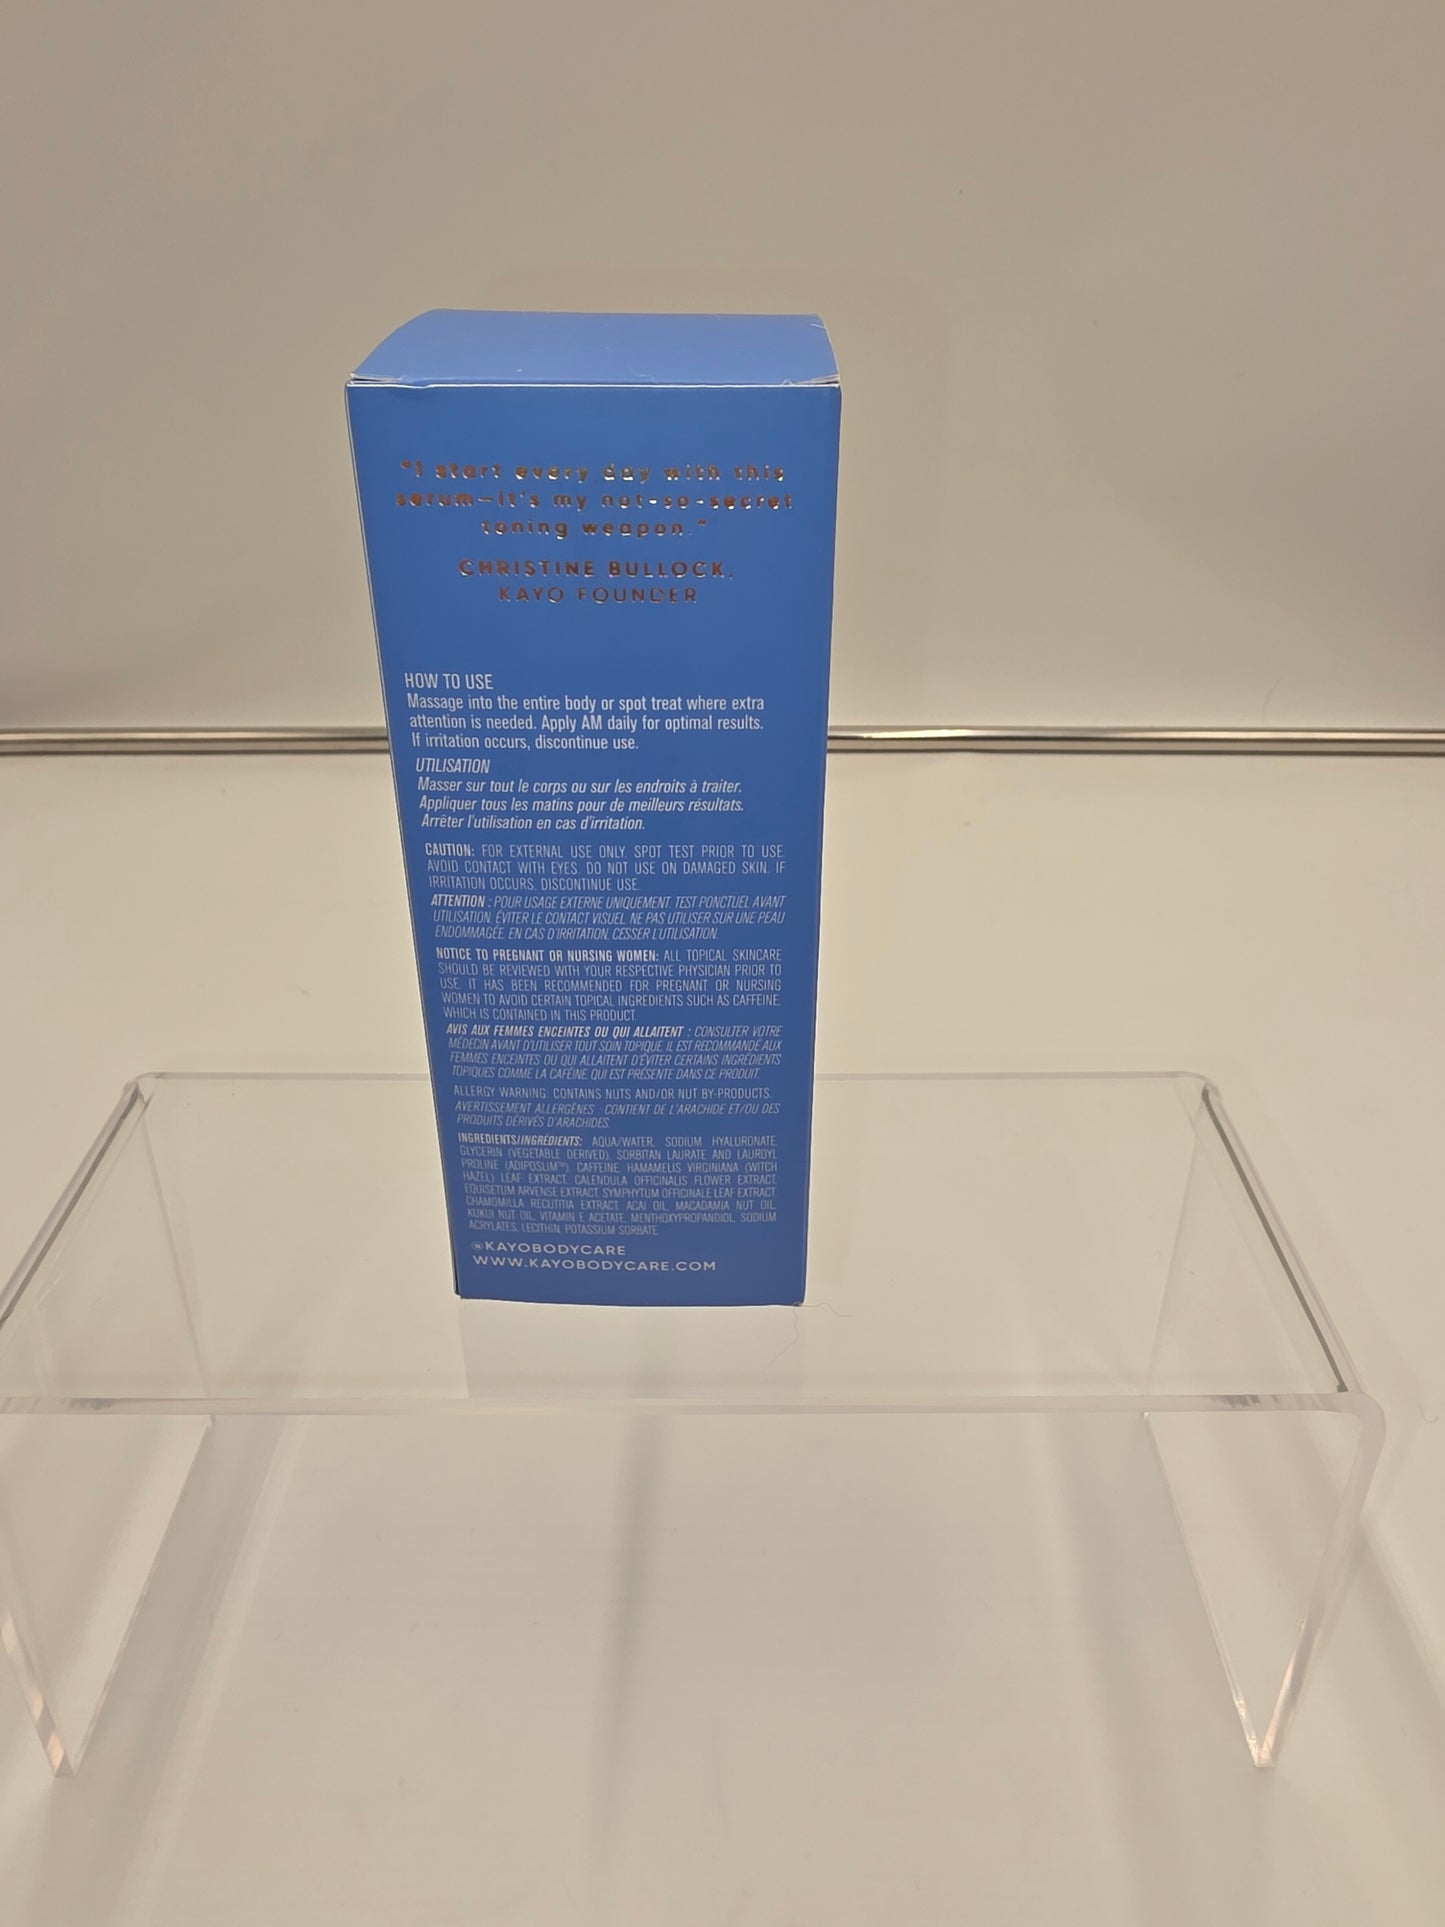 "I start every day with this
serum—it's my not-so-secret
toning weapon."
CHRISTINE BULLOCK,
KAYO FOUNDER
HOW TO USE
Massage into the entire body or spot treat where extra
attention is needed. Apply AM daily for optimal results.
If irritation occurs, discontinue use.
UTILISATION
Masser sur tout le corps ou sur les endroits à traiter.
Appliquer tous les matins pour de meilleurs résultats.
Arrêter l'utilisation en cas d'irritation.
CAUTION: FOR EXTERNAL USE ONLY. SPOT TEST PRIOR TO USE.
AVOID CONTACT WITH EYES. DO NOT USE ON DAMAGED SKIN. IF
IRRITATION OCCURS, DISCONTINUE USE.
ATTENTION : POUR USAGE EXTERNE UNIQUEMENT. TEST PONCTUEL AVANT
UTILISATION. ÉVITER LE CONTACT VISUEL. NE PAS UTILISER SUR UNE PEAU
ENDOMMAGÉE. EN CAS D'IRRITATION, CESSER L'UTILISATION.
NOTICE TO PREGNANT OR NURSING WOMEN: ALL TOPICAL SKINCARE
SHOULD BE REVIEWED WITH YOUR RESPECTIVE PHYSICIAN PRIOR TO
USE. IT HAS BEEN RECOMMENDED FOR PREGNANT OR NURSING
WOMEN TO AVOID CERTAIN TOPICAL INGREDIENTS SUCH AS CAFFEINE,
WHICH IS CONTAINED IN THIS PRODUCT.
AVIS AUX FEMMES ENCEINTES OU QUI ALLAITENT : CONSULTER VOTRE
MÉDECIN AVANT D'UTILISER TOUT SOIN TOPIQUE. IL EST RECOMMANDÉ AUX
FEMMES ENCEINTES OU QUI ALLAITENT D'ÉVITER CERTAINS INGRÉDIENTS
TOPIQUES COMME LA CAFÉINE, QUI EST PRÉSENTE DANS CE PRODUIT.
ALLERGY WARNING: CONTAINS NUTS AND/OR NUT BY-PRODUCTS.
AVERTISSEMENT ALLERGÈNES : CONTIENT DE L'ARACHIDE ET/OU DES
PRODUITS DÉRIVÉS D'ARACHIDES.
INGREDIENTS/INGRÉDIENTS: AQUA/WATER, SODIUM HYALURONATE,
GLYCERIN (VEGETABLE DERIVED), SORBITAN LAURATE AND LAUROYL
PROLINE (ADIPOSLIM™), CAFFEINE, HAMAMELIS VIRGINIANA (WITCH
HAZEL) LEAF EXTRACT, CALENDULA OFFICINALIS FLOWER EXTRACT,
EQUISETUM ARVENSE EXTRACT, SYMPHYTUM OFFICINALE LEAF EXTRACT,
CHAMOMILLA RECUTITIA EXTRACT, ACAI OIL, MACADAMIA NUT OIL,
KUKUI NUT OIL, VITAMIN E ACETATE, MENTHOXYPROPANDIOL, SODIUM
ACRYLATES, LECITHIN, POTASSIUM SORBATE.
@KAYOBODYCARE
WWW.KAYOBODYCARE.COM